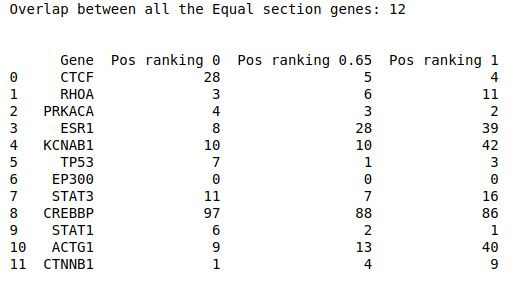 Overlap between all the Equal section genes: 12
Gene Pos ranking 0 Pos ranking 0.65 Pos ranking 1
0 CTCF 28 5 4
1 RHOA 3 6 11
2 PRKACA 4 3 2
3 ESR1 8 28 39
4 KCNAB1 10 10 42
5 TP53 7 1 3
6 EP300 0 0 0
7 STAT3 11 7 16
8 CREBBP 97 88 86
9 STAT1 6 2 1
10 ACTG1 9 13 40
11 CTNNB1 1 4 9